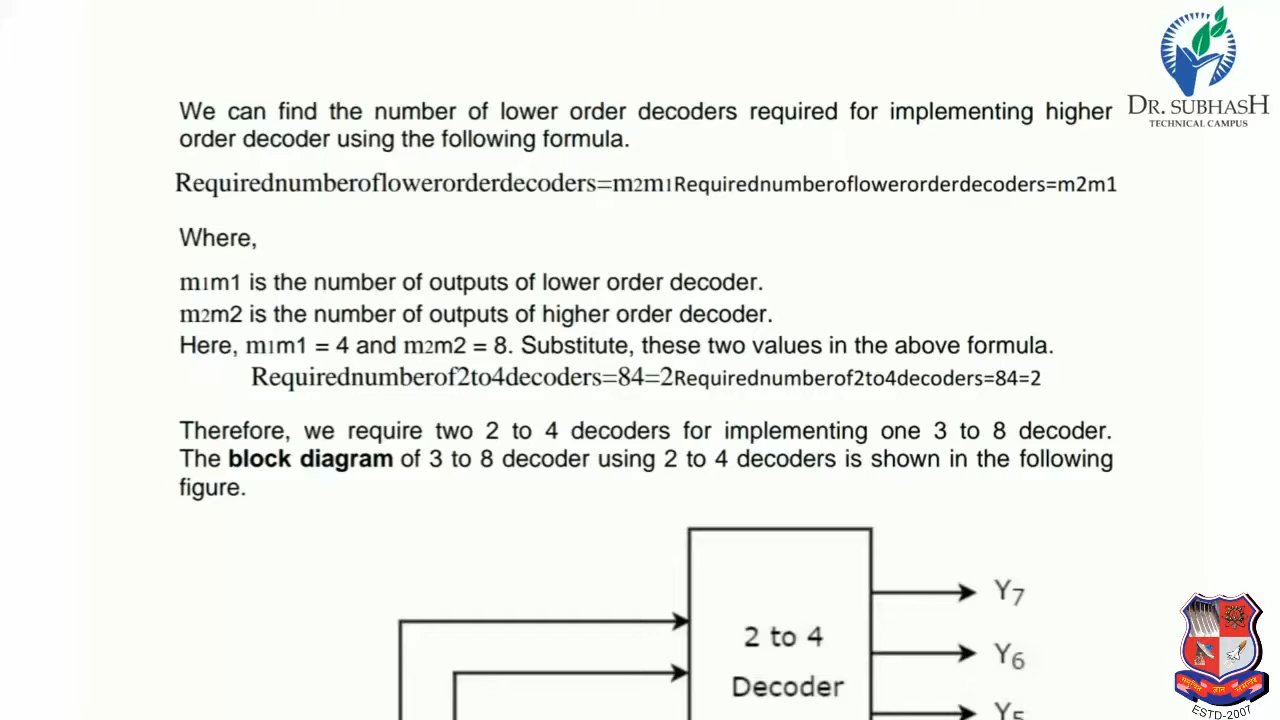 DR. SUBHASH
TECHNICAL CAMPUS
We can find the number of lower order decoders required for implementing higher
order decoder using the following formula.
Requirednumberoflowerorderdecoders=m2m1Requirednumberoflowerorderdecoders=m2m1
Where,
m1m1 is the number of outputs of lower order decoder.
m2m2 is the number of outputs of higher order decoder.
Here, m1m1 = 4 and m2m2 = 8. Substitute, these two values in the above formula.
Requirednumberof2to4decoders=84=2Requirednumberof2to4decoders=84=2
Therefore, we require two 2 to 4 decoders for implementing one 3 to 8 decoder.
The block diagram of 3 to 8 decoder using 2 to 4 decoders is shown in the following
figure.
Y7
2 to 4
Y6
Decoder
Y5
ESTD-2007